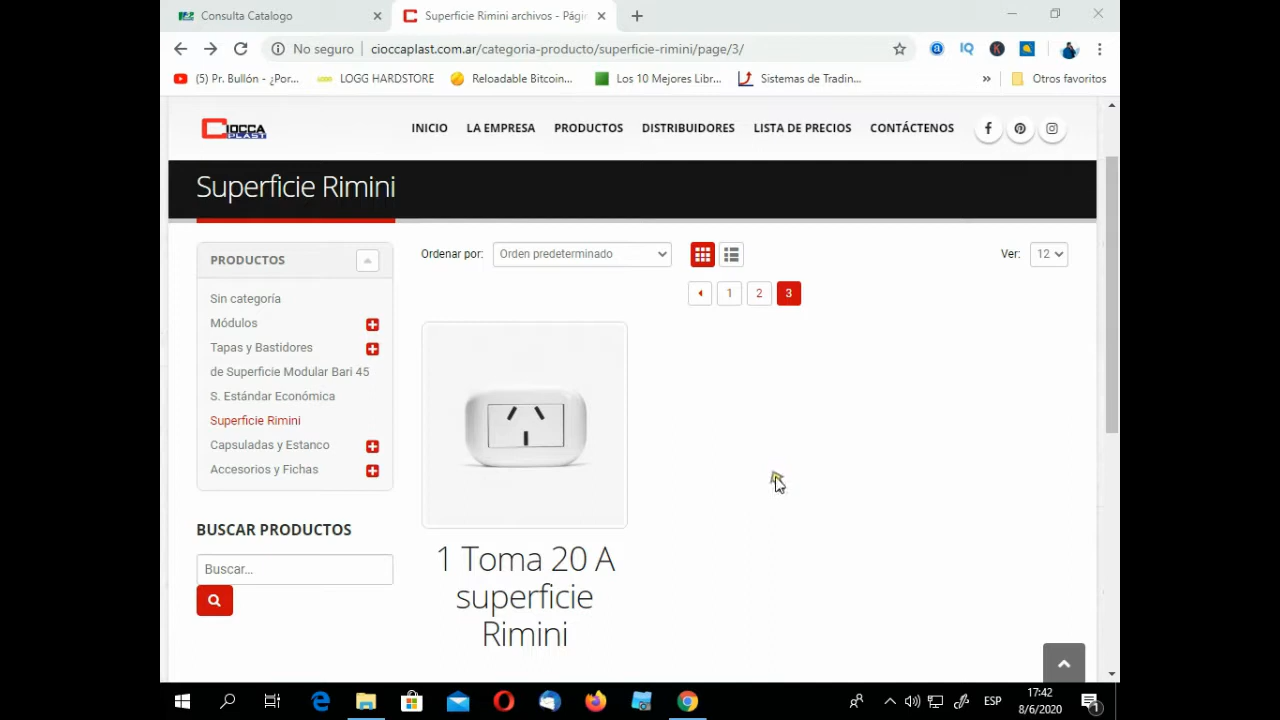 Consulta Catalogo
Superficie Rimini archivos - Pági
No seguro
cioccaplast.com.ar/categoria-producto/superficie-rimini/page/3/
(5) Pr. Bullón - ¿Por...
LOGG HARDSTORE
Reloadable Bitcoin...
Los 10 Mejores Libr...
Sistemas de Tradin...
»
Otros favoritos
CIOCCA
PLAST
INICIO
LA EMPRESA
PRODUCTOS
DISTRIBUIDORES
LISTA DE PRECIOS
CONTÁCTENOS
Superficie Rimini
PRODUCTOS
Sin categoría
Módulos
Tapas y Bastidores
de Superficie Modular Bari 45
S. Estándar Económica
Superficie Rimini
Capsuladas y Estanco
Accesorios y Fichas
BUSCAR PRODUCTOS
Buscar...
Ordenar por:
Orden predeterminado
Ver:
12
1
2
3
1 Toma 20 A
superficie
Rimini
ESP
17:42
8/6/2020
1